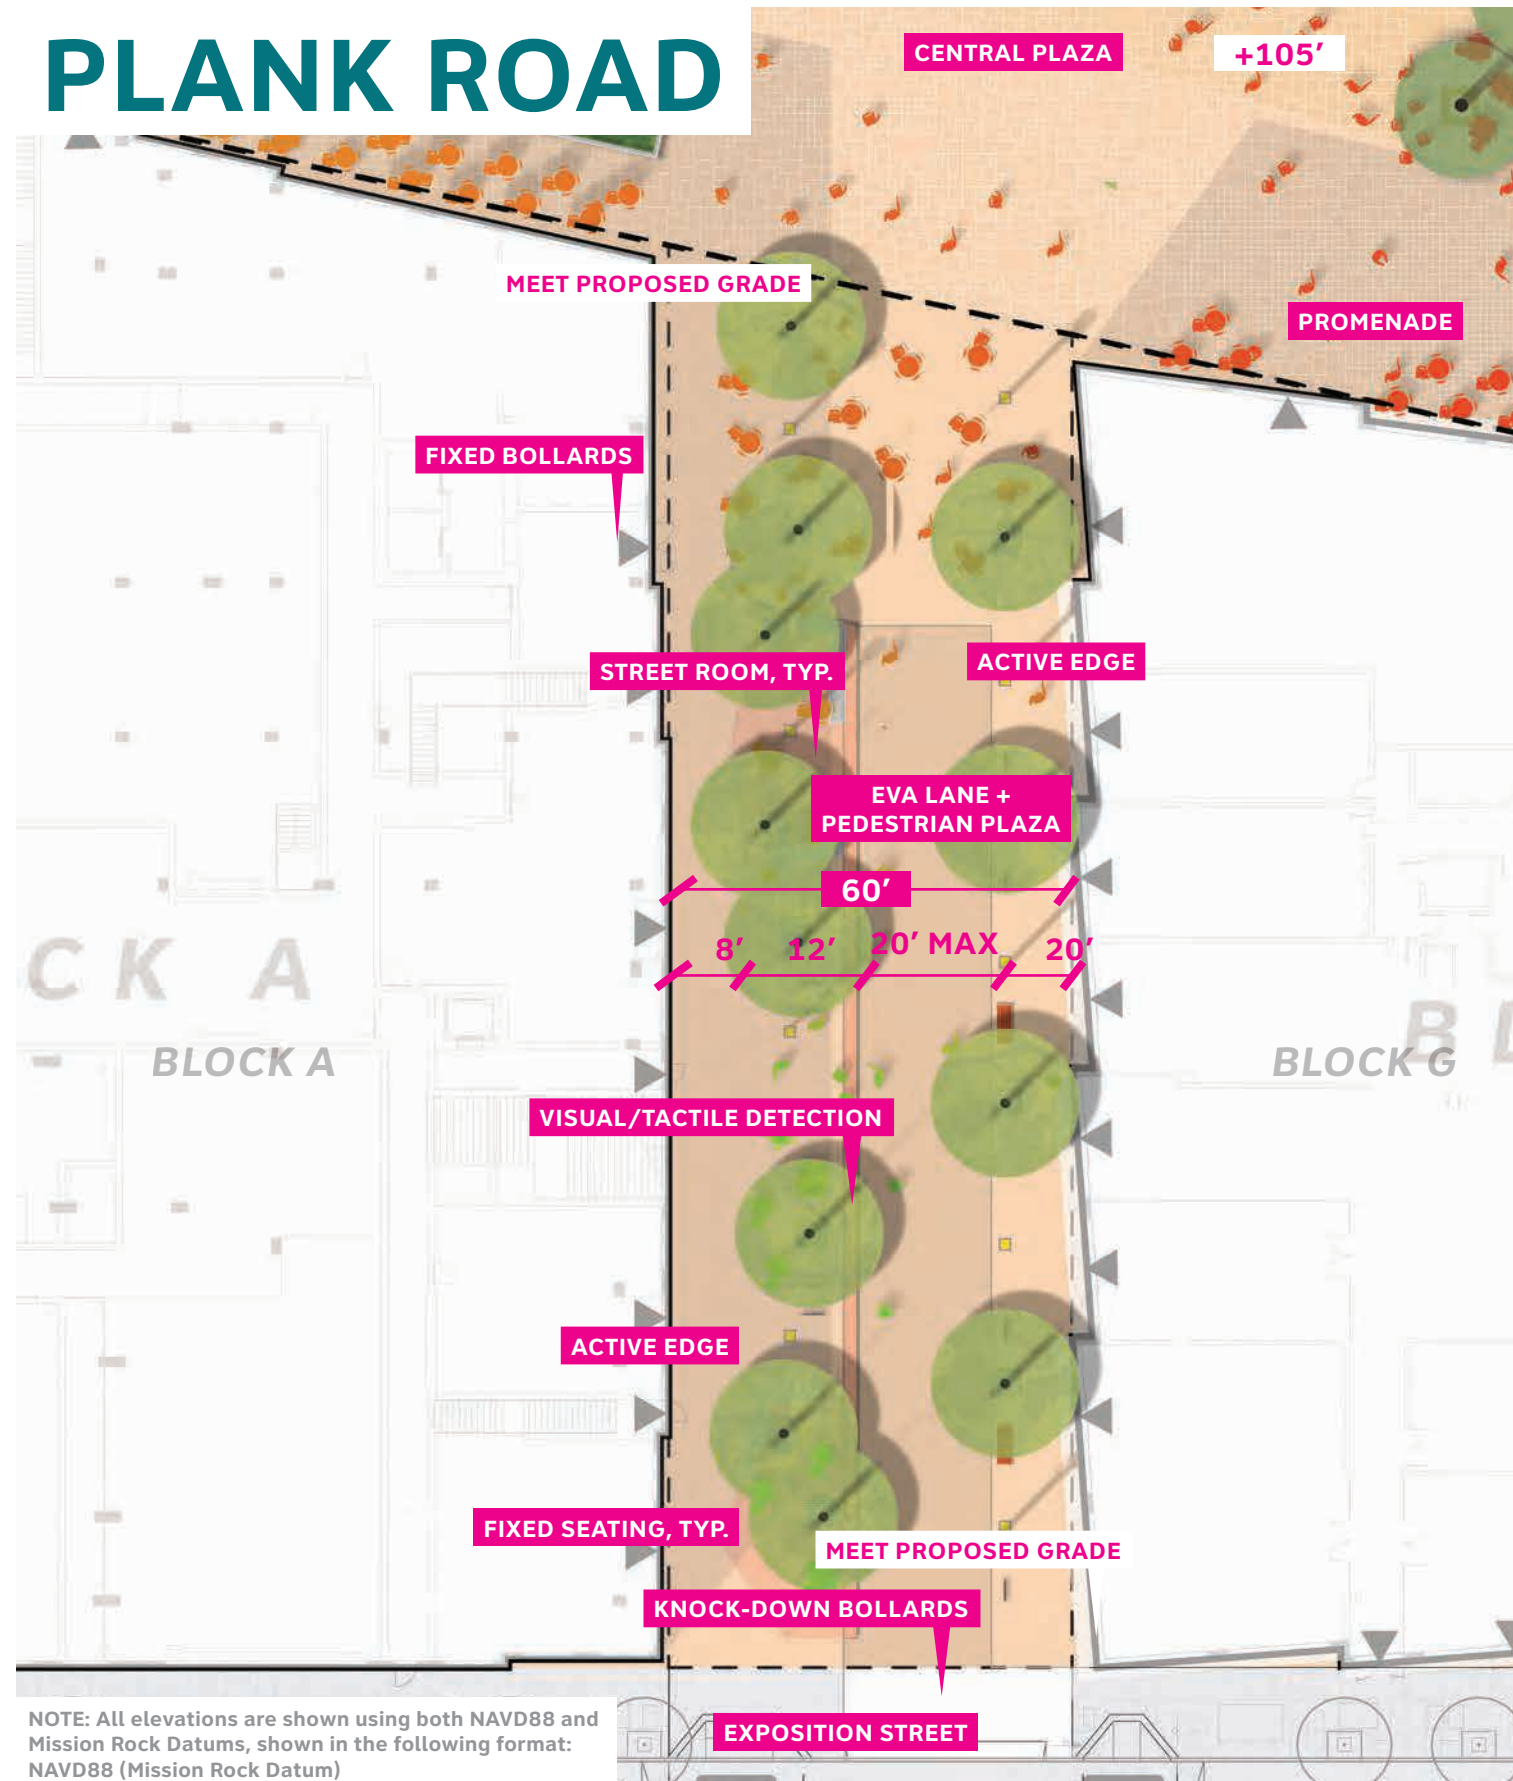 PLANK ROAD
CENTRAL PLAZA
+105’
MEET PROPOSED GRADE
PROMENADE
FIXED BOLLARDS
STREET ROOM, TYP.
ACTIVE EDGE
EVA LANE +
PEDESTRIAN PLAZA
60’
8’ 12’ 20’ MAX 20’
CK A
BL
BLOCK A
BLOCK G
VISUAL/TACTILE DETECTION
ACTIVE EDGE
FIXED SEATING, TYP.
MEET PROPOSED GRADE
KNOCK-DOWN BOLLARDS
EXPOSITION STREET
NOTE: All elevations are shown using both NAVD88 and
Mission Rock Datums, shown in the following format:
NAVD88 (Mission Rock Datum)